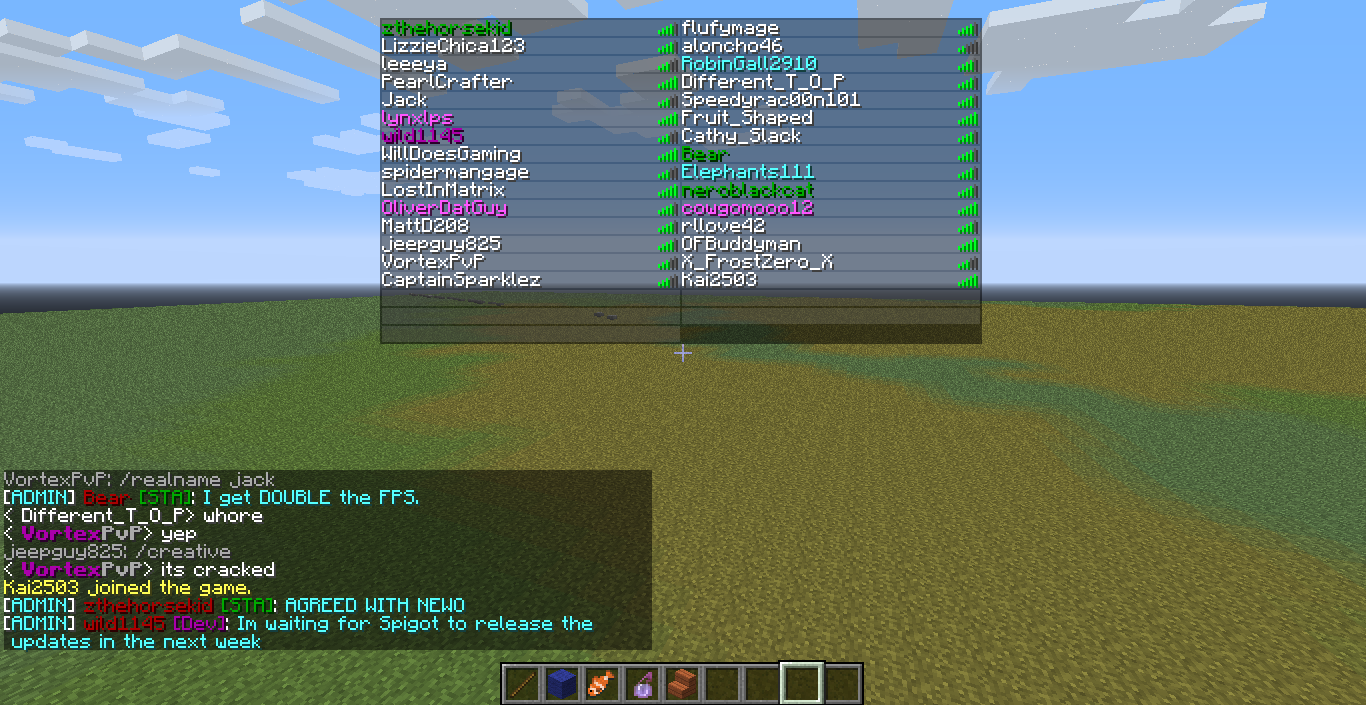 zthehorsekid
LizzieChica123
leeeya
PearlCrafter
Jack
lynxlps
wild1145
WillDoesGaming
spidermangage
LostInMatrix
OliverDatGuy
MattD208
jeepguy825
VortexPvP
CaptainSparklez
flufymage
aloncho46
RobinGall2910
Different_T_O_P
Speedyrac00n101
Fruit_Shaped
Cathy_Slack
Bear
Elephants111
neroblackcat
cowgomooo12
rllove42
OFBuddyman
X_FrostZero_X
Kai2503
VortexPvP: /realname jack
[ADMIN] Bear [STA]: I get DOUBLE the FPS.
< Different_T_O_P> whore
< VortexPvP> yep
jeepguy825: /creative
< VortexPvP> its cracked
Kai2503 joined the game.
[ADMIN] zthehorsekid [STA]: AGREED WITH NEWO
[ADMIN] wild1145 [Dev]: Im waiting for Spigot to release the
updates in the next week